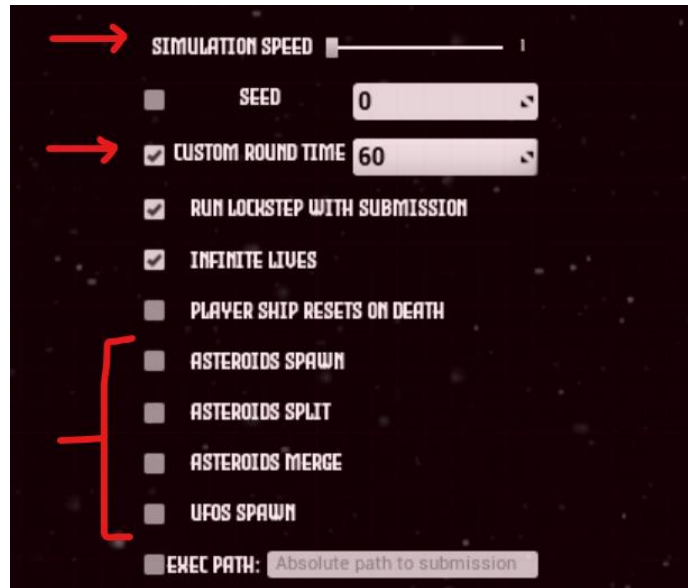 SIMULATION SPEED 1
SEED 0
CUSTOM ROUND TIME 60
RUN LOCKSTEP WITH SUBMISSION
INFINITE LIVES
PLAYER SHIP RESETS ON DEATH
ASTEROIDS SPAWN
ASTEROIDS SPLIT
ASTEROIDS MERGE
UFOS SPAWN
EXEC PATH: Absolute path to submission